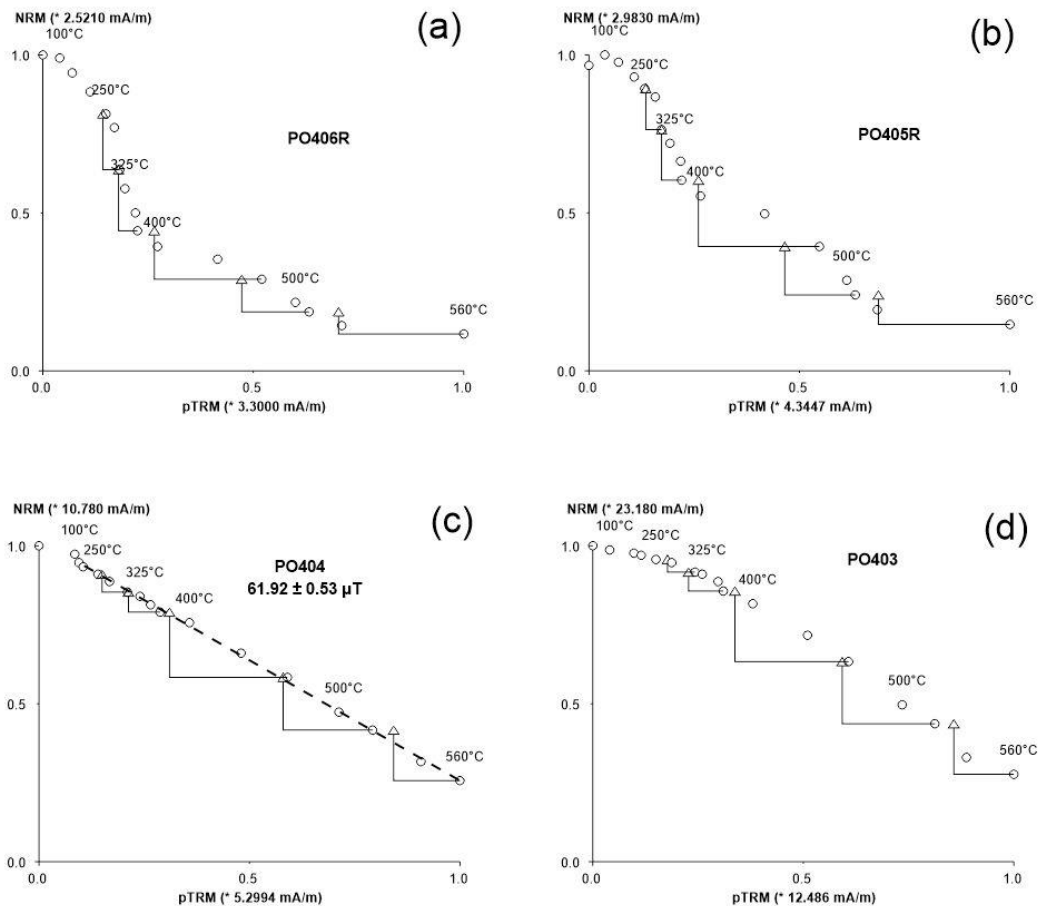 NRM (* 2.5210 mA/m)
(a)
100°C
1.0
250°C
PO406R
325°C
0.5
400°C
500°C
560°C
0.0
0.0
0.5
1.0
pTRM (* 3.3000 mA/m)
NRM (* 2.9830 mA/m)
(b)
100°C
1.0
250°C
325°C
PO405R
400°C
0.5
500°C
560°C
0.0
0.0
0.5
1.0
pTRM (* 4.3447 mA/m)
NRM (* 10.780 mA/m)
(c)
100°C
1.0
250°C
325°C
PO404
61.92 ± 0.53 µT
400°C
0.5
500°C
560°C
0.0
0.0
0.5
1.0
pTRM (* 5.2994 mA/m)
NRM (* 23.180 mA/m)
(d)
100°C
1.0
250°C
325°C
PO403
400°C
500°C
0.5
560°C
0.0
0.0
0.5
1.0
pTRM (* 12.486 mA/m)